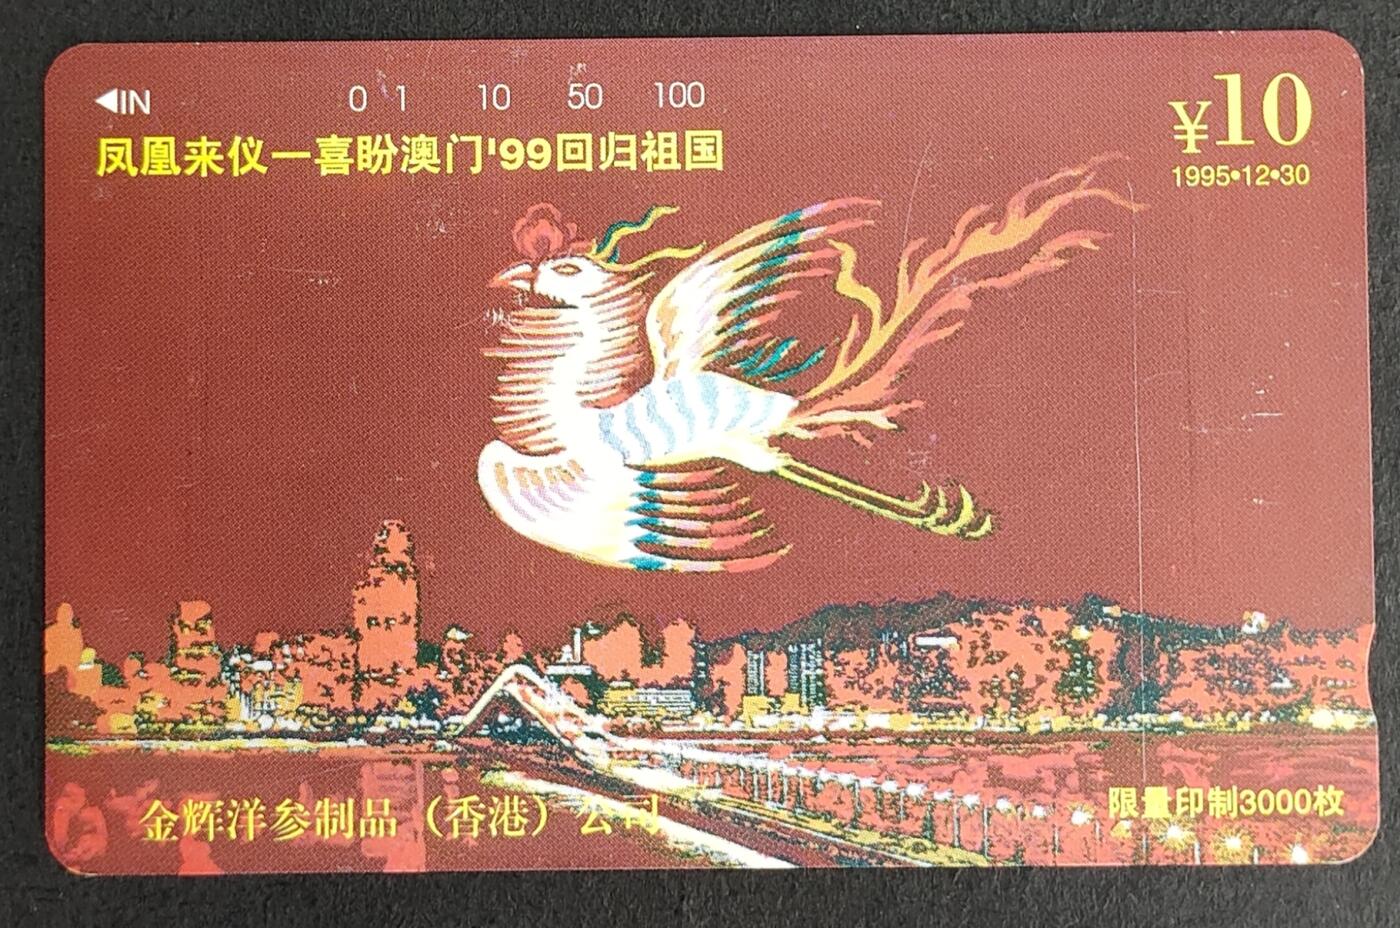 ◀IN 0 1 10 50 100
¥10
凤凰来仪一喜盼澳门'99回归祖国
1995•12•30
金辉洋参制品（香港）公司
限量印制3000枚